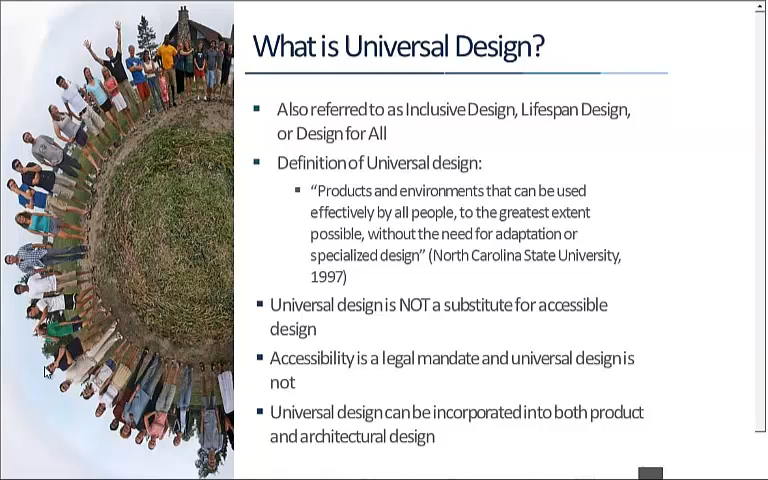 What is Universal Design?
Also referred to as Inclusive Design, Lifespan Design,
or Design for All
Definition of Universal design:
“Products and environments that can be used
effectively by all people, to the greatest extent
possible, without the need for adaptation or
specialized design” (North Carolina State University,
1997)
Universal design is NOT a substitute for accessible
design
Accessibility is a legal mandate and universal design is
not
Universal design can be incorporated into both product
and architectural design